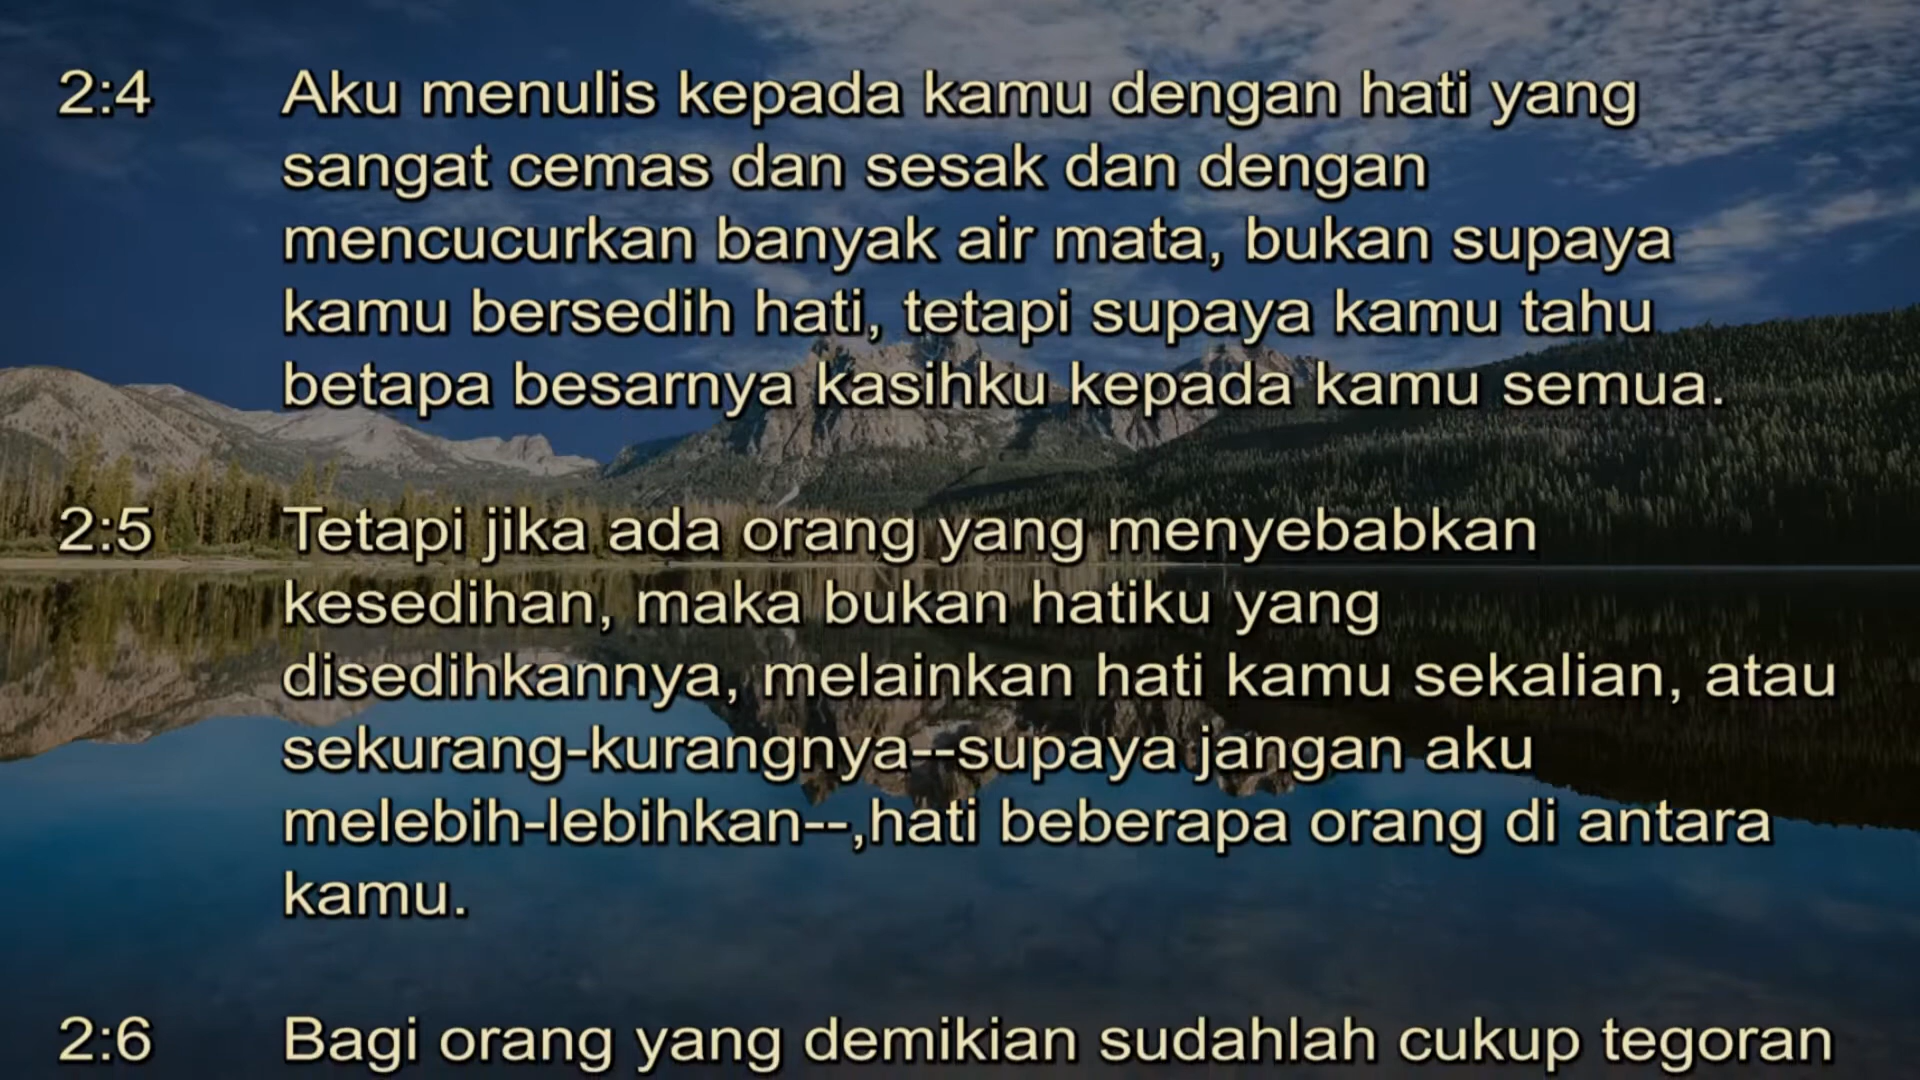 2:4 Aku menulis kepada kamu dengan hati yang
sangat cemas dan sesak dan dengan
mencucurkan banyak air mata, bukan supaya
kamu bersedih hati, tetapi supaya kamu tahu
betapa besarnya kasihku kepada kamu semua.
2:5 Tetapi jika ada orang yang menyebabkan
kesedihan, maka bukan hatiku yang
disedihkannya, melainkan hati kamu sekalian, atau
sekurang-kurangnya--supaya jangan aku
melebih-lebihkan--,hati beberapa orang di antara
kamu.
2:6 Bagi orang yang demikian sudahlah cukup tegoran